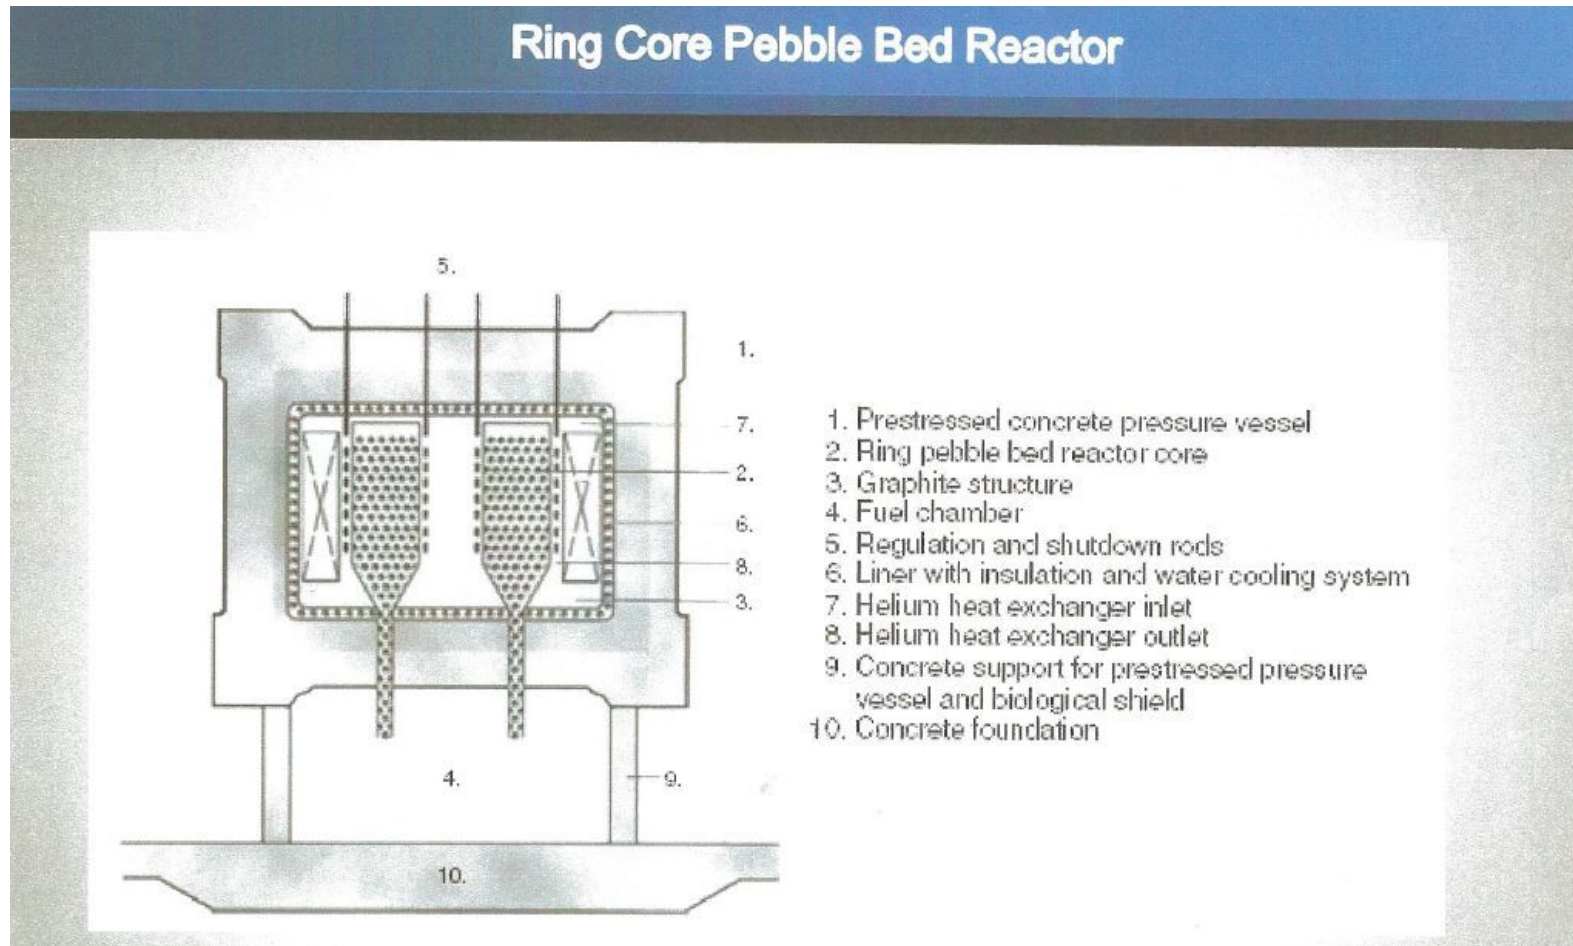 Ring Core Pebble Bed Reactor
5.
1.
7.
2.
6.
8.
3.
4.
9.
10.
1. Prestressed concrete pressure vessel
2. Ring pebble bed reactor core
3. Graphite structure
4. Fuel chamber
5. Regulation and shutdown rods
6. Liner with insulation and water cooling system
7. Helium heat exchanger inlet
8. Helium heat exchanger outlet
9. Concrete support for prestressed pressure
vessel and biological shield
10. Concrete foundation